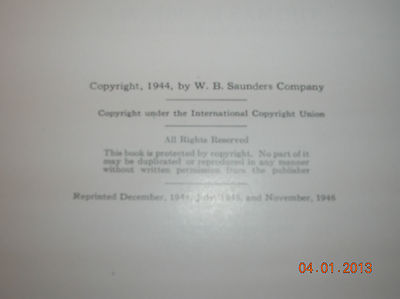 Copyright, 1944, by W. B. Saunders Company
Copyright under the International Copyright Union
All Rights Reserved
This book is protected by copyright. No part of it
may be duplicated or reproduced in any manner
without written permission from the publisher
Reprinted December, July, 1945, and November, 1946
04.01.2013